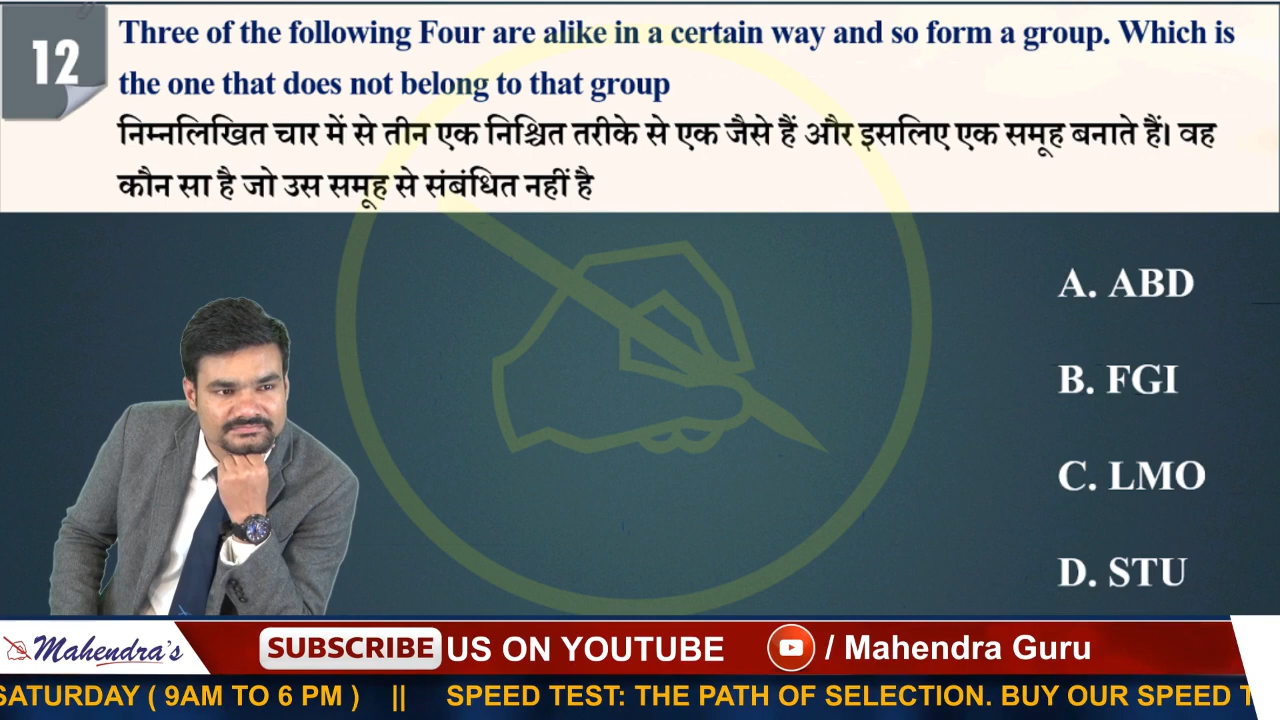 12
Three of the following Four are alike in a certain way and so form a group. Which is
the one that does not belong to that group
निम्नलिखित चार में से तीन एक निश्चित तरीके से एक जैसे हैं और इसलिए एक समूह बनाते हैं। वह
कौन सा है जो उस समूह से संबंधित नहीं है
A. ABD
B. FGI
C. LMO
D. STU
Mahendra's
SUBSCRIBE US ON YOUTUBE / Mahendra Guru
SATURDAY ( 9AM TO 6 PM ) || SPEED TEST: THE PATH OF SELECTION. BUY OUR SPEED